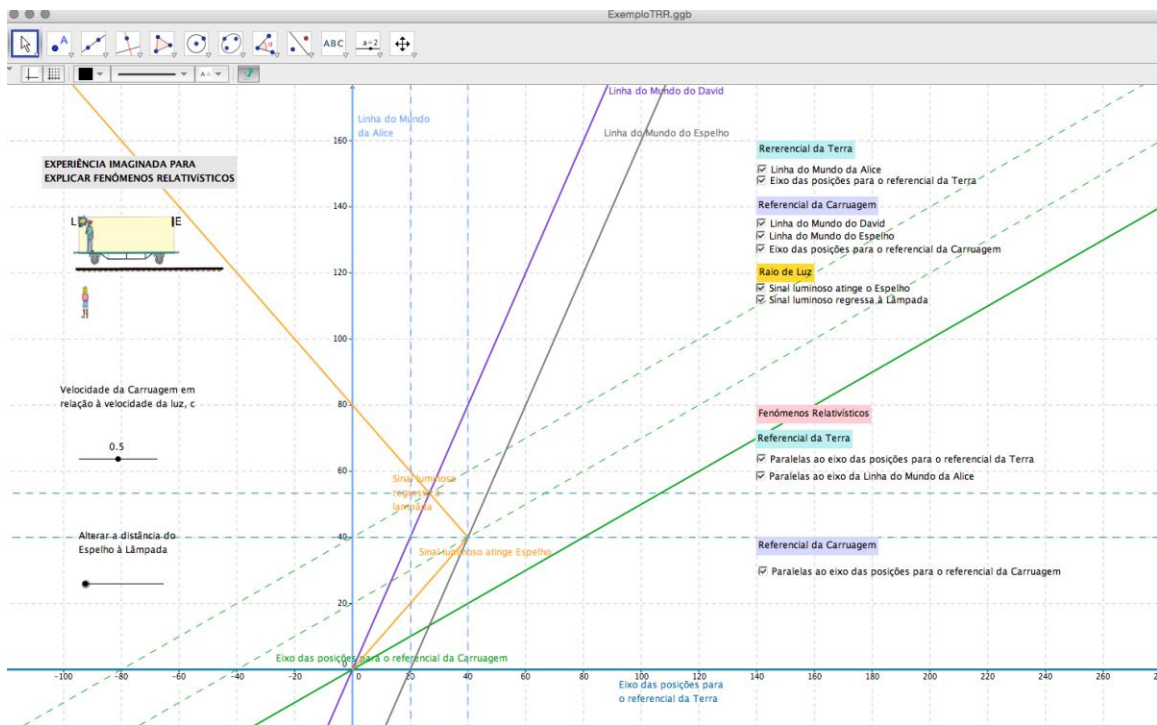 ExemploTRR.ggb
A
ABC
a=2
A A
Linha do Mundo do David
Linha do Mundo
da Alice
Linha do Mundo do Espelho
EXPERIÊNCIA IMAGINADA PARA
EXPLICAR FENÓMENOS RELATIVíSTICOS
L
E
Rererencial da Terra
Linha do Mundo da Alice
Eixo das posições para o referencial da Terra
Referencial da Carruagem
Linha do Mundo do David
Linha do Mundo do Espelho
Eixo das posições para o referencial da Carruagem
Raio de Luz
Sinal luminoso atinge o Espelho
Sinal luminoso regressa à Lâmpada
Velocidade da Carruagem em
relação à velocidade da luz, c
0.5
Fenómenos Relativísticos
Referencial da Terra
Paralelas ao eixo das posições para o referencial da Terra
Paralelas ao eixo da Linha do Mundo da Alice
Sinal luminoso
regressa à
lampada
Alterar a distância do
Espelho à Lâmpada
Sinal luminoso atinge Espelho
Referencial da Carruagem
Paralelas ao eixo das posições para o referencial da Carruagem
160
140
120
100
80
60
40
20
0
Eixo das posições para o referencial da Carruagem
-100 -80 -60 -40 -20 20 40 60 80 100 120 140 160 180 200 220 240 260
Eixo das posições para
o referencial da Terra